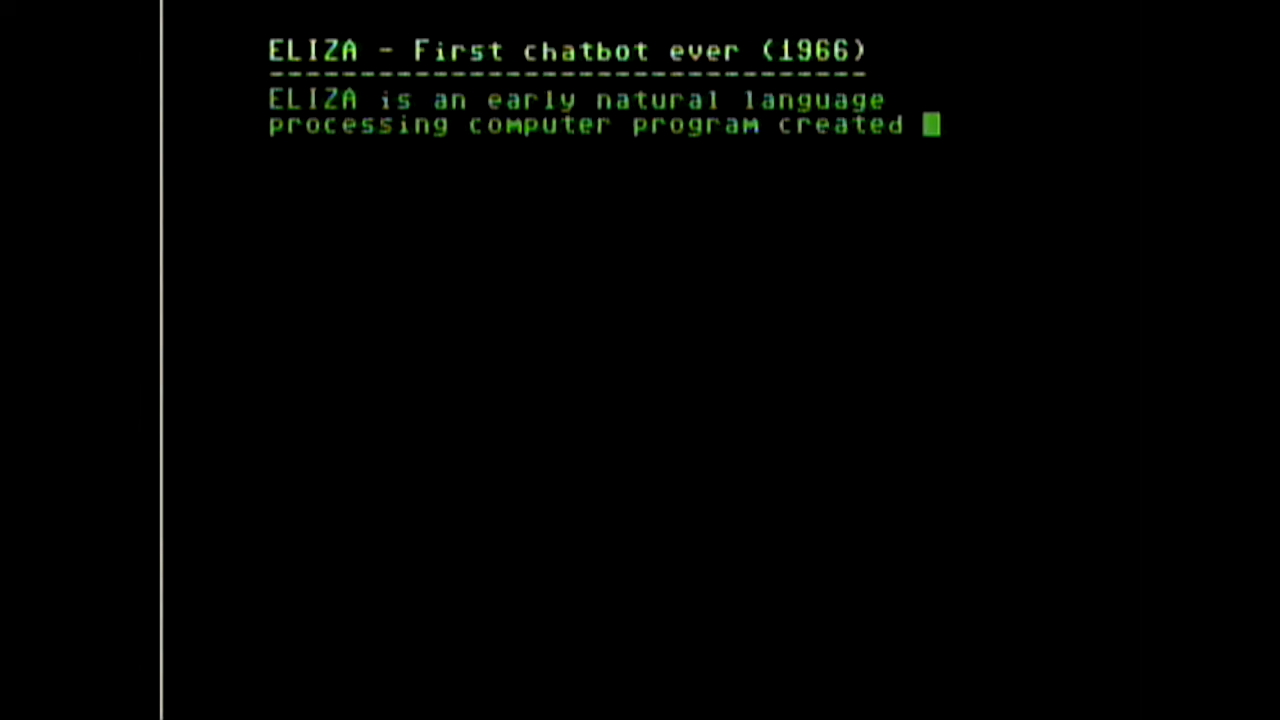 ELIZA - First chatbot ever (1966)
---------------------------------
ELIZA is an early natural language
processing computer program created